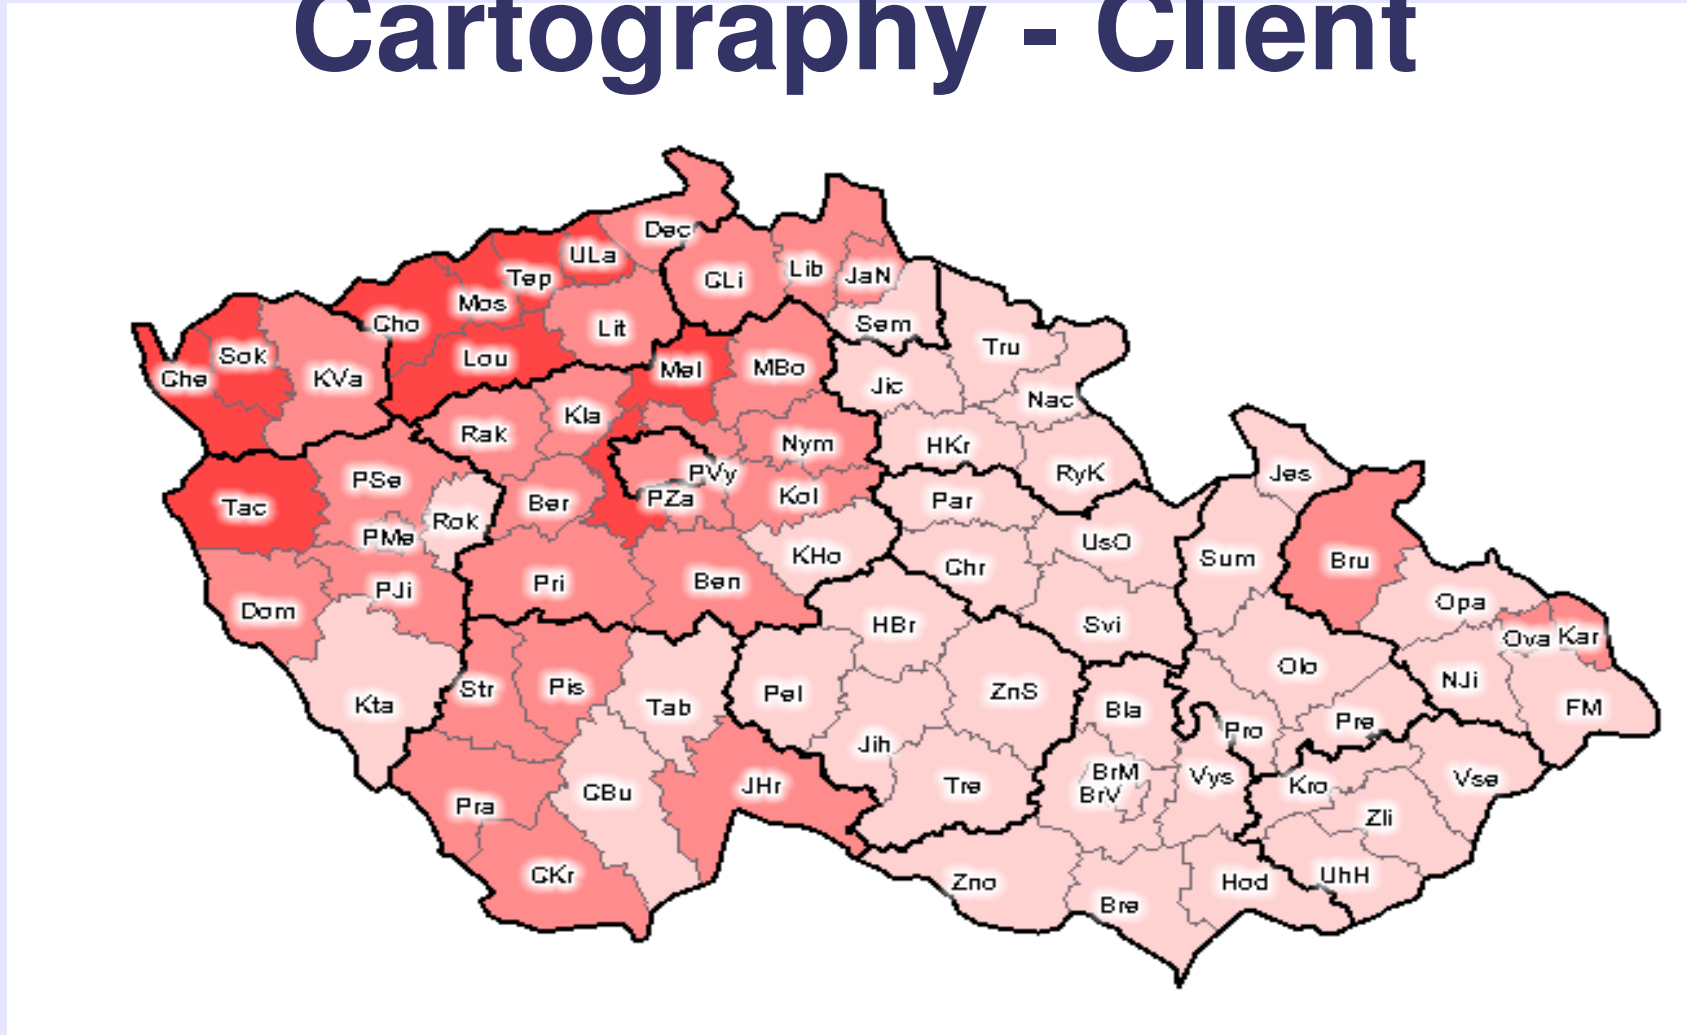 Cartography - Client
Dec
ULa
Tep
CLi
Lib
JaN
Mos
Cho
Lit
Sem
Sok
Lou
Tru
Che
KVa
Mel
MBo
Jic
Nac
Kla
Rak
Nym
HKr
PSe
PVy
RyK
Jes
Tac
Ber
PZa
Kol
Par
Rok
PMe
UsO
KHo
Sum
Bru
Chr
PJi
Pri
Ben
Dom
HBr
Svi
Opa
Ova
Kar
Olo
Str
Pis
Pel
ZnS
NJi
Kta
Tab
Bla
FM
Jih
Pro
Pre
BrM
Vys
Vse
Pra
CBu
JHr
Tre
BrV
Kro
Zli
CKr
Zno
Hod
UhH
Bre